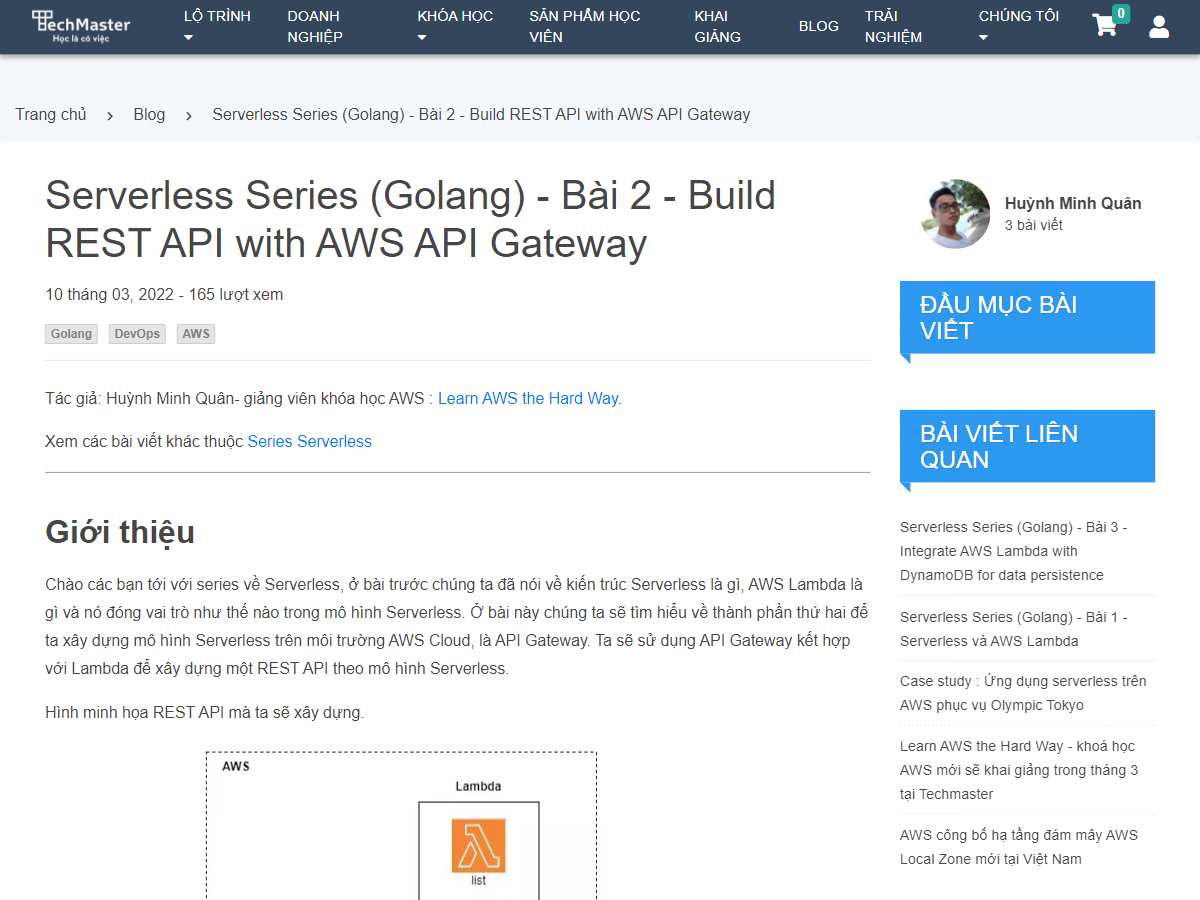 TechMaster
Học là có việc
LỘ TRÌNH
DOANH
NGHIỆP
KHÓA HỌC
SẢN PHẨM HỌC
VIÊN
KHAI
GIẢNG
BLOG
TRẢI
NGHIỆM
CHÚNG TÔI
0
Trang chủ > Blog > Serverless Series (Golang) - Bài 2 - Build REST API with AWS API Gateway
Serverless Series (Golang) - Bài 2 - Build
REST API with AWS API Gateway
10 tháng 03, 2022 - 165 lượt xem
Golang DevOps AWS
Tác giả: Huỳnh Minh Quân- giảng viên khóa học AWS : Learn AWS the Hard Way.
Xem các bài viết khác thuộc Series Serverless
Giới thiệu
Chào các bạn tới với series về Serverless, ở bài trước chúng ta đã nói về kiến trúc Serverless là gì, AWS Lambda là
gì và nó đóng vai trò như thế nào trong mô hình Serverless. Ở bài này chúng ta sẽ tìm hiểu về thành phần thứ hai để
ta xây dựng mô hình Serverless trên môi trường AWS Cloud, là API Gateway. Ta sẽ sử dụng API Gateway kết hợp
với Lambda để xây dựng một REST API theo mô hình Serverless.
Hình minh họa REST API mà ta sẽ xây dựng.
AWS
Lambda
list
Huỳnh Minh Quân
3 bài viết
ĐẦU MỤC BÀI
VIẾT
BÀI VIẾT LIÊN
QUAN
Serverless Series (Golang) - Bài 3 -
Integrate AWS Lambda with
DynamoDB for data persistence
Serverless Series (Golang) - Bài 1 -
Serverless và AWS Lambda
Case study : Ứng dụng serverless trên
AWS phục vụ Olympic Tokyo
Learn AWS the Hard Way - khoá học
AWS mới sẽ khai giảng trong tháng 3
tại Techmaster
AWS công bố hạ tầng đám mây AWS
Local Zone mới tại Việt Nam